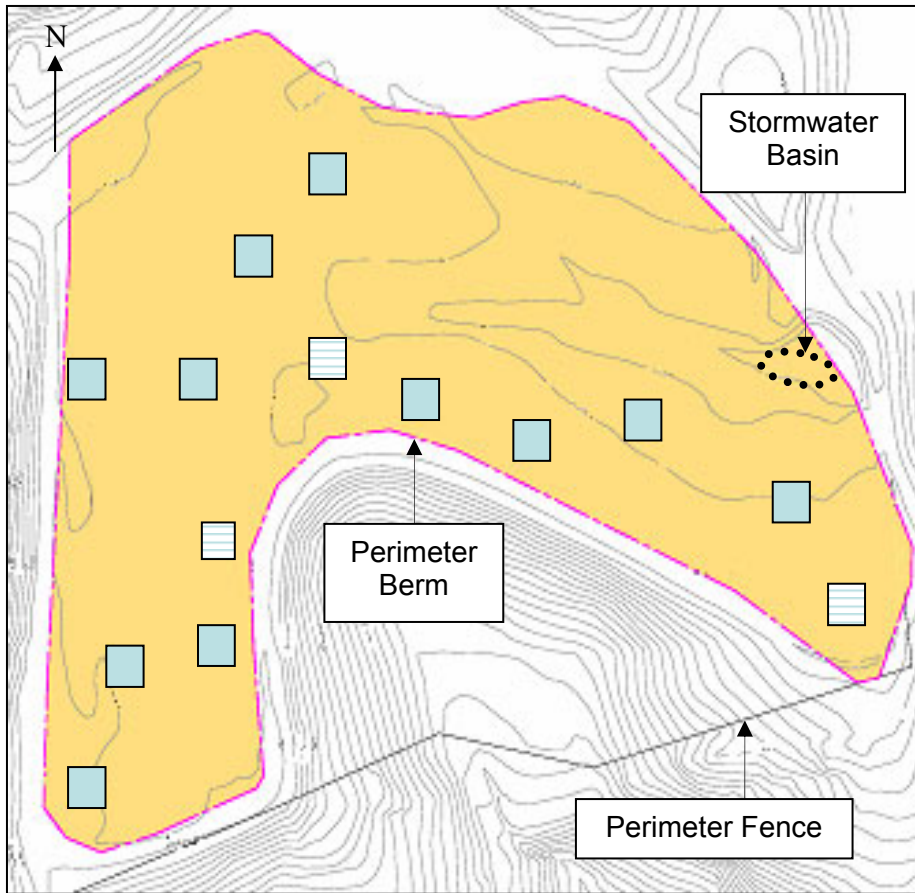 N
Stormwater
Basin
Perimeter
Berm
Perimeter Fence